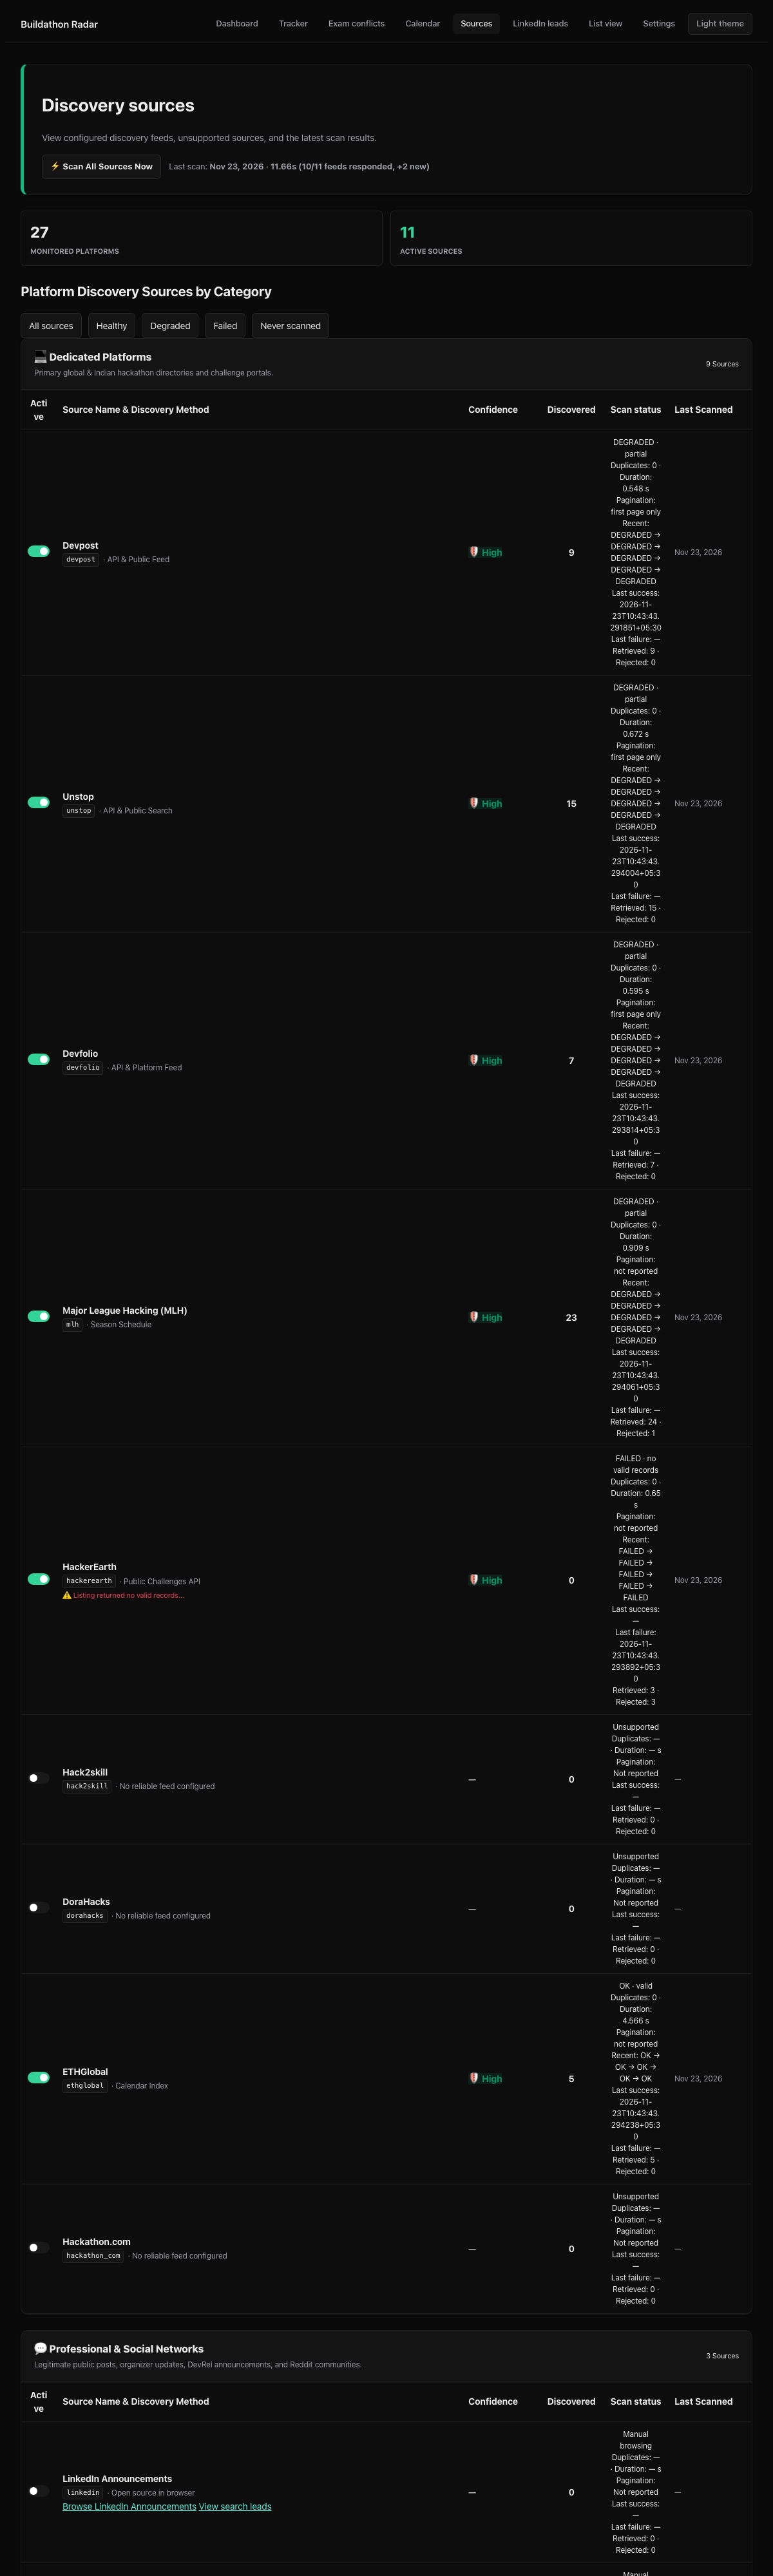 Buildathon Radar
Dashboard
Tracker
Exam conflicts
Calendar
Sources
LinkedIn leads
List view
Settings
Light theme
Discovery sources
View configured discovery feeds, unsupported sources, and the latest scan results.
⚡ Scan All Sources Now
Last scan: Nov 23, 2026 · 11.66s (10/11 feeds responded, +2 new)
27
MONITORED PLATFORMS
11
ACTIVE SOURCES
Platform Discovery Sources by Category
All sources
Healthy
Degraded
Failed
Never scanned
💻 Dedicated Platforms
Primary global & Indian hackathon directories and challenge portals.
9 Sources
Acti
ve
Source Name & Discovery Method
Confidence
Discovered
Scan status
Last Scanned
Devpost
devpost · API & Public Feed
High
9
DEGRADED ·
partial
Duplicates: 0 ·
Duration:
0.548 s
Pagination:
first page only
Recent:
DEGRADED →
DEGRADED →
DEGRADED →
DEGRADED →
DEGRADED
Last success:
2026-11-
23T10:43:43.
291851+05:30
Last failure: —
Retrieved: 9 ·
Rejected: 0
Nov 23, 2026
Unstop
unstop · API & Public Search
High
15
DEGRADED ·
partial
Duplicates: 0 ·
Duration:
0.672 s
Pagination:
first page only
Recent:
DEGRADED →
DEGRADED →
DEGRADED →
DEGRADED →
DEGRADED
Last success:
2026-11-
23T10:43:43.
294004+05:3
0
Last failure: —
Retrieved: 15 ·
Rejected: 0
Nov 23, 2026
Devfolio
devfolio · API & Platform Feed
High
7
DEGRADED ·
partial
Duplicates: 0 ·
Duration:
0.595 s
Pagination:
first page only
Recent:
DEGRADED →
DEGRADED →
DEGRADED →
DEGRADED →
DEGRADED
Last success:
2026-11-
23T10:43:43.
293814+05:3
0
Last failure: —
Retrieved: 7 ·
Rejected: 0
Nov 23, 2026
Major League Hacking (MLH)
mlh · Season Schedule
High
23
DEGRADED ·
partial
Duplicates: 0 ·
Duration:
0.909 s
Pagination:
not reported
Recent:
DEGRADED →
DEGRADED →
DEGRADED →
DEGRADED →
DEGRADED
Last success:
2026-11-
23T10:43:43.
294061+05:3
0
Last failure: —
Retrieved: 24 ·
Rejected: 1
Nov 23, 2026
HackerEarth
hackerearth · Public Challenges API
⚠️ Listing returned no valid records...
High
0
FAILED · no
valid records
Duplicates: 0 ·
Duration: 0.65
s
Pagination:
not reported
Recent:
FAILED →
FAILED →
FAILED →
FAILED →
FAILED
Last success:
—
Last failure:
2026-11-
23T10:43:43.
293892+05:3
0
Retrieved: 3 ·
Rejected: 3
Nov 23, 2026
Hack2skill
hack2skill · No reliable feed configured
—
0
Unsupported
Duplicates: —
· Duration: — s
Pagination:
Not reported
Last success:
—
Last failure: —
Retrieved: 0 ·
Rejected: 0
—
DoraHacks
dorahacks · No reliable feed configured
—
0
Unsupported
Duplicates: —
· Duration: — s
Pagination:
Not reported
Last success:
—
Last failure: —
Retrieved: 0 ·
Rejected: 0
—
ETHGlobal
ethglobal · Calendar Index
High
5
OK · valid
Duplicates: 0 ·
Duration:
4.566 s
Pagination:
not reported
Recent: OK →
OK → OK →
OK → OK
Last success:
2026-11-
23T10:43:43.
294238+05:3
0
Last failure: —
Retrieved: 5 ·
Rejected: 0
Nov 23, 2026
Hackathon.com
hackathon_com · No reliable feed configured
—
0
Unsupported
Duplicates: —
· Duration: — s
Pagination:
Not reported
Last success:
—
Last failure: —
Retrieved: 0 ·
Rejected: 0
—
💬 Professional & Social Networks
Legitimate public posts, organizer updates, DevRel announcements, and Reddit communities.
3 Sources
Acti
ve
Source Name & Discovery Method
Confidence
Discovered
Scan status
Last Scanned
LinkedIn Announcements
linkedin · Open source in browser
Browse LinkedIn Announcements View search leads
—
0
Manual
browsing
Duplicates: —
· Duration: — s
Pagination:
Not reported
Last success:
—
Last failure: —
Retrieved: 0 ·
Rejected: 0
—
Manual